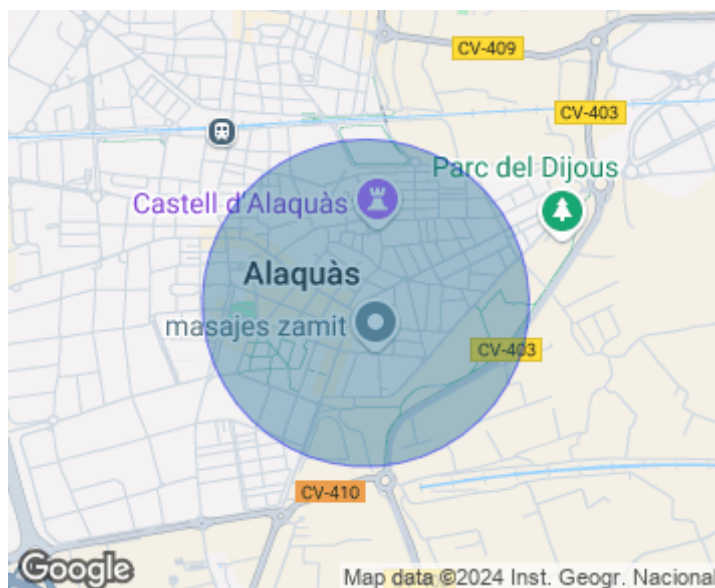 CV-409
CV-403
Parc del Dijous
Castell d'Alaquàs
Alaquàs
masajes zamit
CV-403
CV-410
Google
Map data ©2024 Inst. Geogr. Nacional